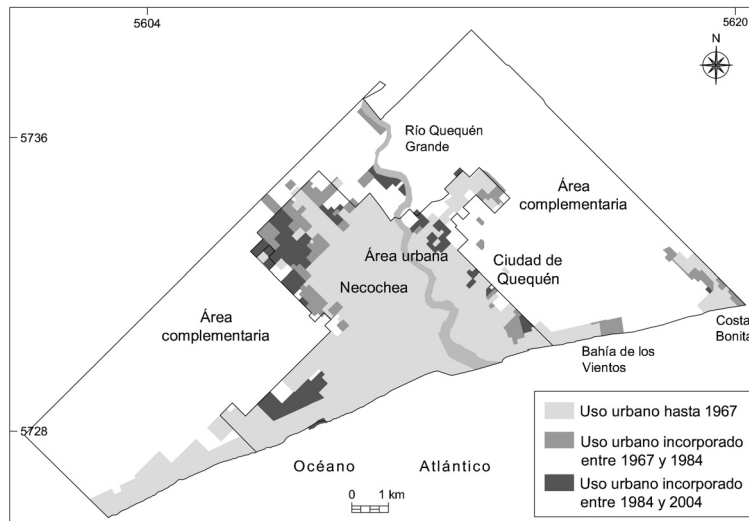 5604
5620
N
5736
Río Quequén
Grande
Área
complementaria
Área urbana
Ciudad de
Quequén
Necochea
Área
complementaria
Costa
Bonita
Bahía de los
Vientos
5728
Océano Atlántico
0 1 km
Uso urbano hasta 1967
Uso urbano incorporado
entre 1967 y 1984
Uso urbano incorporado
entre 1984 y 2004